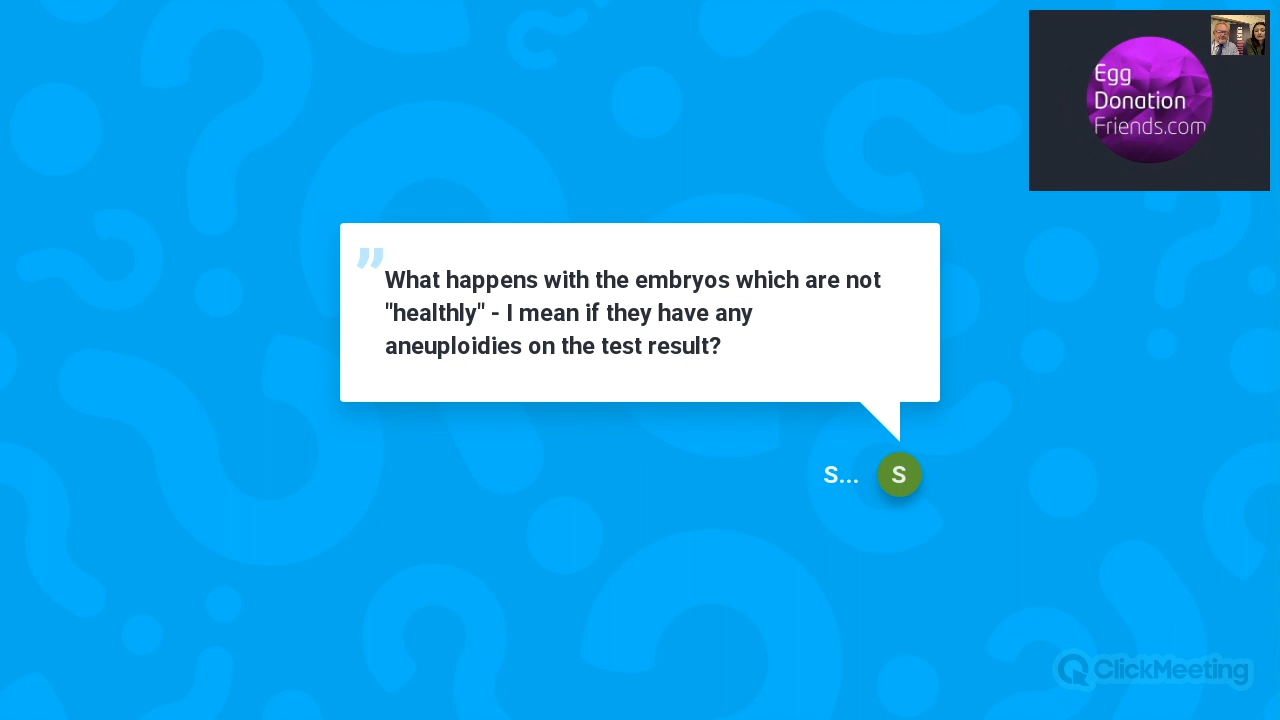 Egg
Donation
Friends.com
”
What happens with the embryos which are not
"healthly" - I mean if they have any
aneuploidies on the test result?
S... S
ClickMeeting